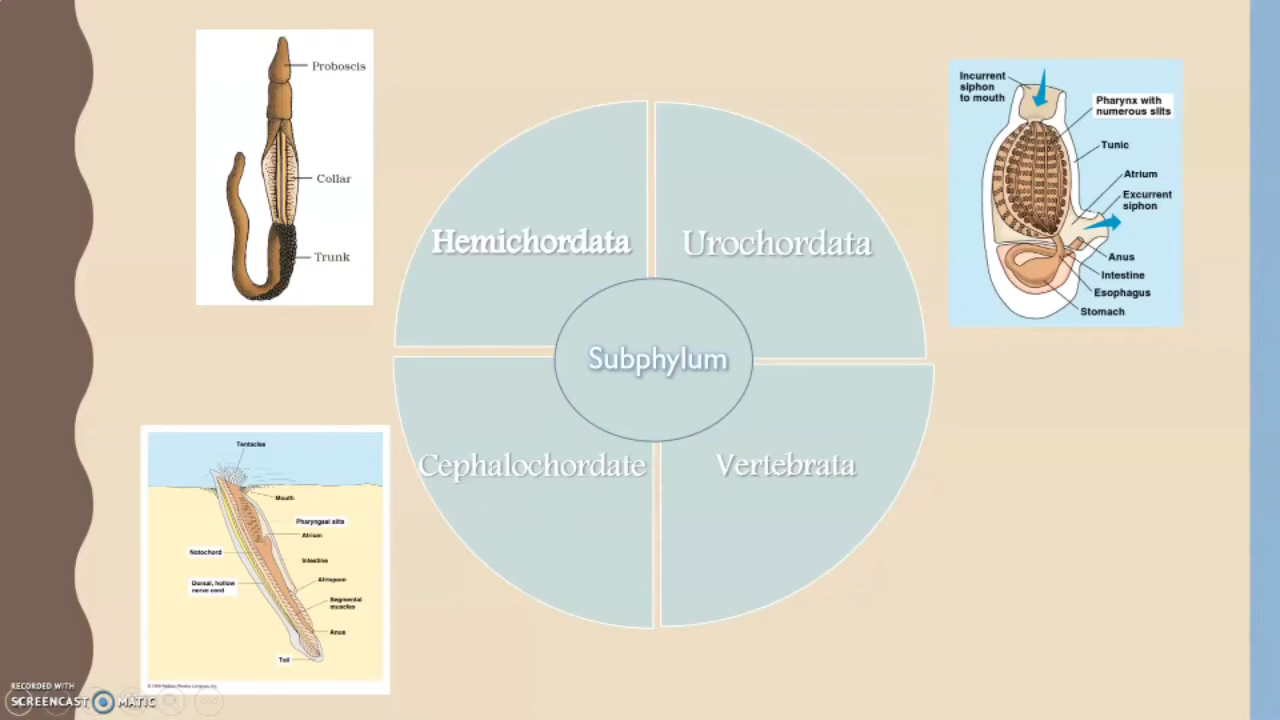 Proboscis
Collar
Trunk
Incurrent
siphon
to mouth
Pharynx with
numerous slits
Tunic
Atrium
Excurrent
siphon
Anus
Intestine
Esophagus
Stomach
Hemichordata
Urochordata
Subphylum
Cephalochordate
Vertebrata
Tentacles
Mouth
Pharyngeal slits
Atrium
Notochord
Intestine
Atriopore
Dorsal, hollow
nerve cord
Segmental
muscles
Anus
Tail
RECORDED WITH
SCREENCAST MATIC